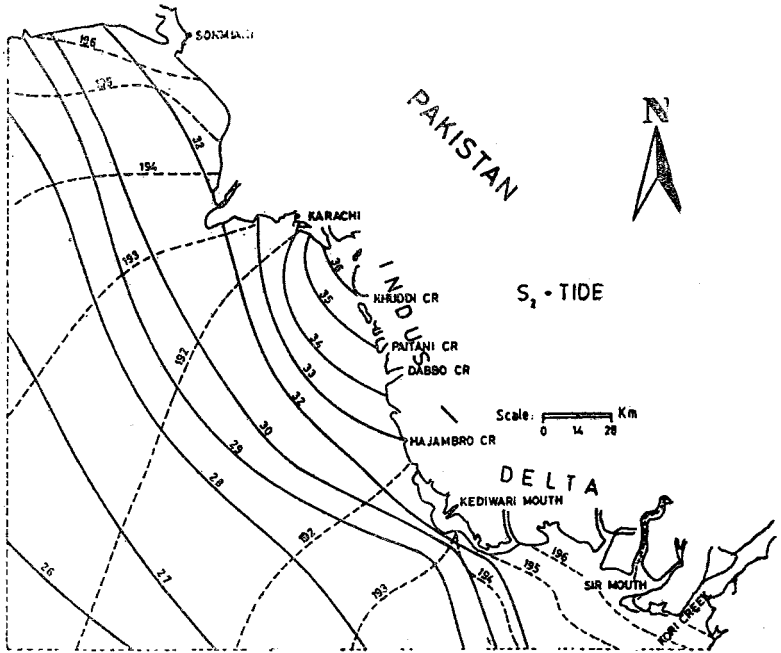 196
SONMIANI
195
N
PAKISTAN
32
194
KARACHI
193
36
INDUS
KHUDDI CR
35
S₂ - TIDE
192
34
PAITANI CR
33
DABBO CR
32
Scale: Km
0 14 28
30
HAJAMBRO CR
29
28
DELTA
KEDIWARI MOUTH
192
A
196
195
194
193
SIR MOUTH
27
26
KORI CREEK